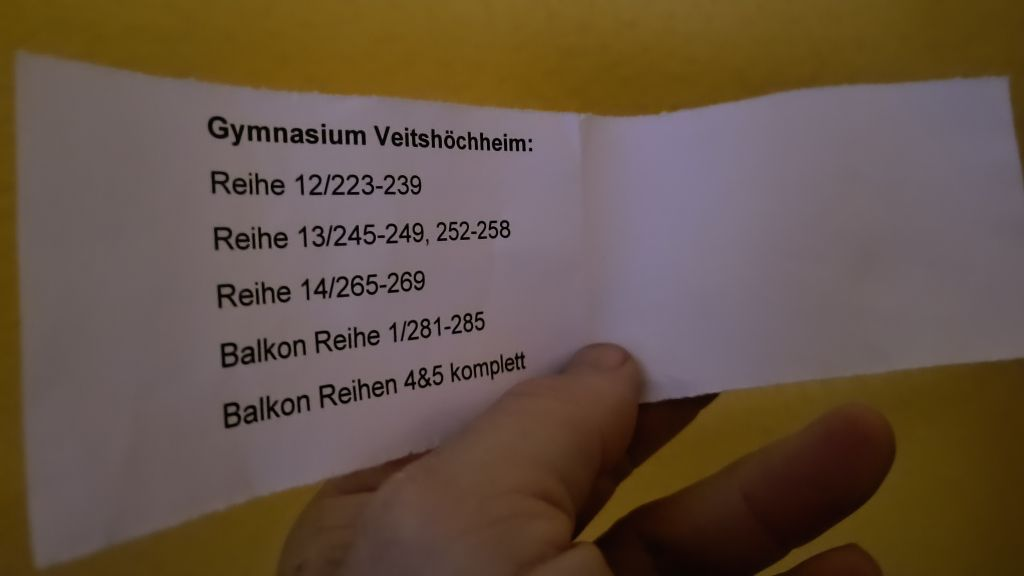 Gymnasium Veitshöchheim:
Reihe 12/223-239
Reihe 13/245-249, 252-258
Reihe 14/265-269
Balkon Reihe 1/281-285
Balkon Reihen 4&5 komplett